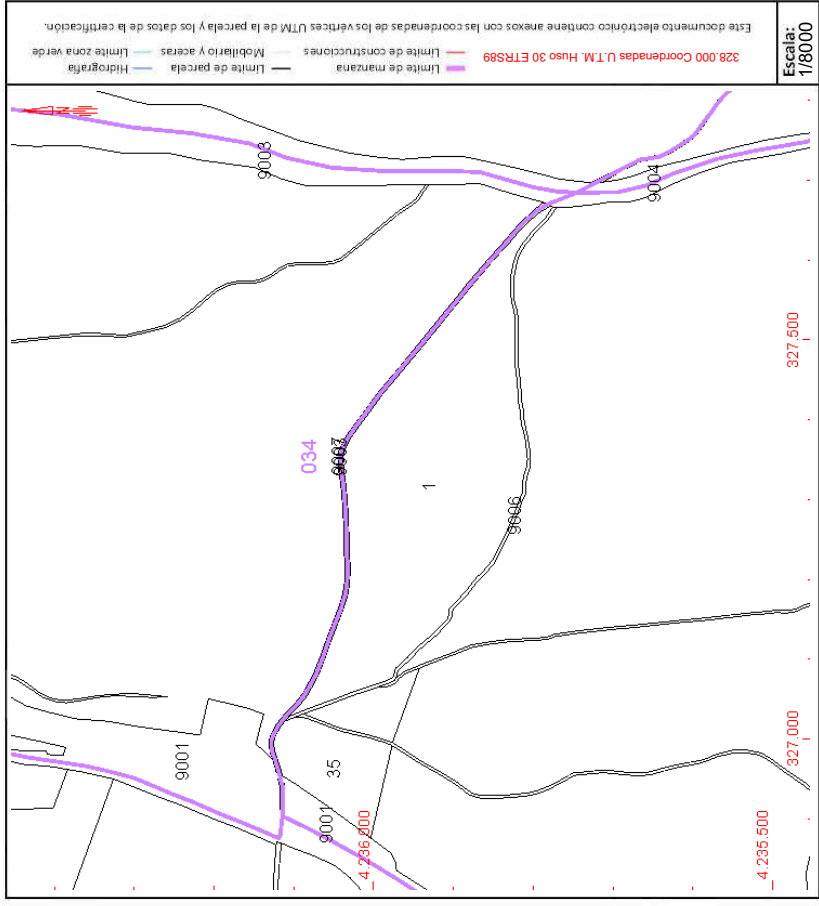 Este documento electrónico contiene anexos con las coordenadas de los vértices UTM de la parcela y los datos de la certificación.
328.000 Coordenadas U.T.M. Huso 30 ETRS89
Límite de manzana
Límite de parcela
Hidrografía
Límite de construcciones
Mobiliario y aceras
Límite zona verde
Escala:
1/8000
9003
9004
327.500
034
1
9006
9001
35
9001
327.000
4.236.000
4.235.500